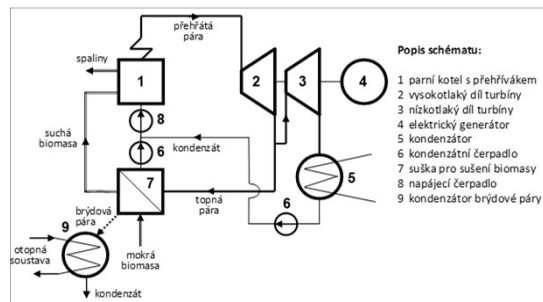 přehřátá
pára
spaliny
1
2
3
4
8
suchá
biomasa
6
kondenzát
7
topná
pára
5
6
brýdová
pára
9
otopná
soustava
mokrá
biomasa
kondenzát
Popis schématu:
1 parní kotel s přehřívákem
2 vysokotlaký díl turbíny
3 nízkotlaký díl turbíny
4 elektrický generátor
5 kondenzátor
6 kondenzátní čerpadlo
7 suška pro sušení biomasy
8 napájecí čerpadlo
9 kondenzátor brýdové páry